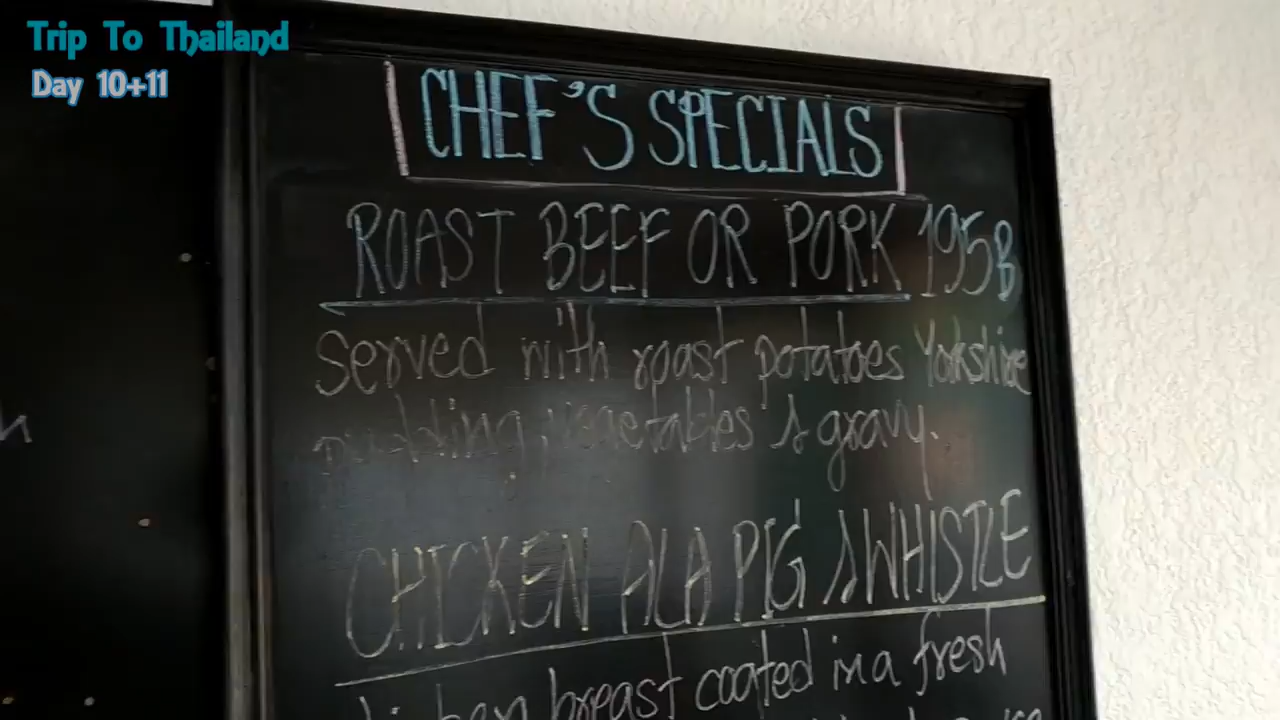 Trip To Thailand
Day 10+11
CHEF'S SPECIALS
ROAST BEEF OR PORK 195B
Served with roast potatoes Yorkshire
pudding, vegetables & gravy.
CHICKEN ALA PIG & WHISTLE
chicken breast coated in a fresh